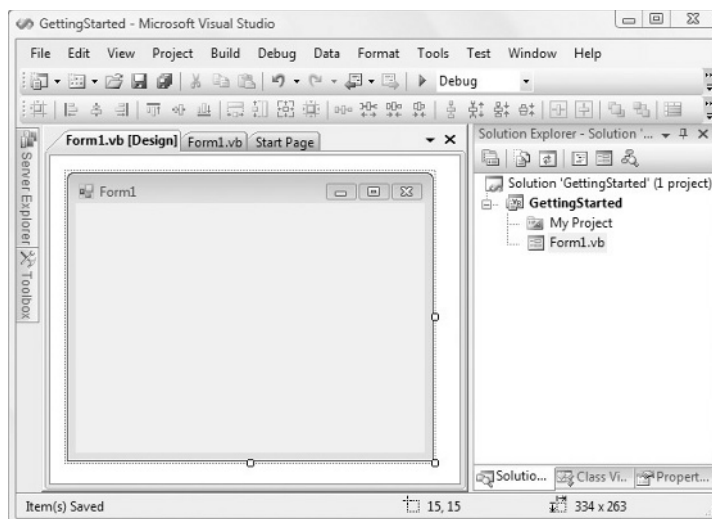 GettingStarted - Microsoft Visual Studio
File Edit View Project Build Debug Data Format Tools Test Window Help
Debug
Server Explorer
Toolbox
Form1.vb [Design] Form1.vb Start Page
Form1
Solution Explorer - Solution '...
Solution 'GettingStarted' (1 project)
GettingStarted
My Project
Form1.vb
Solutio... Class Vi... Propert...
Item(s) Saved 15, 15 334 x 263